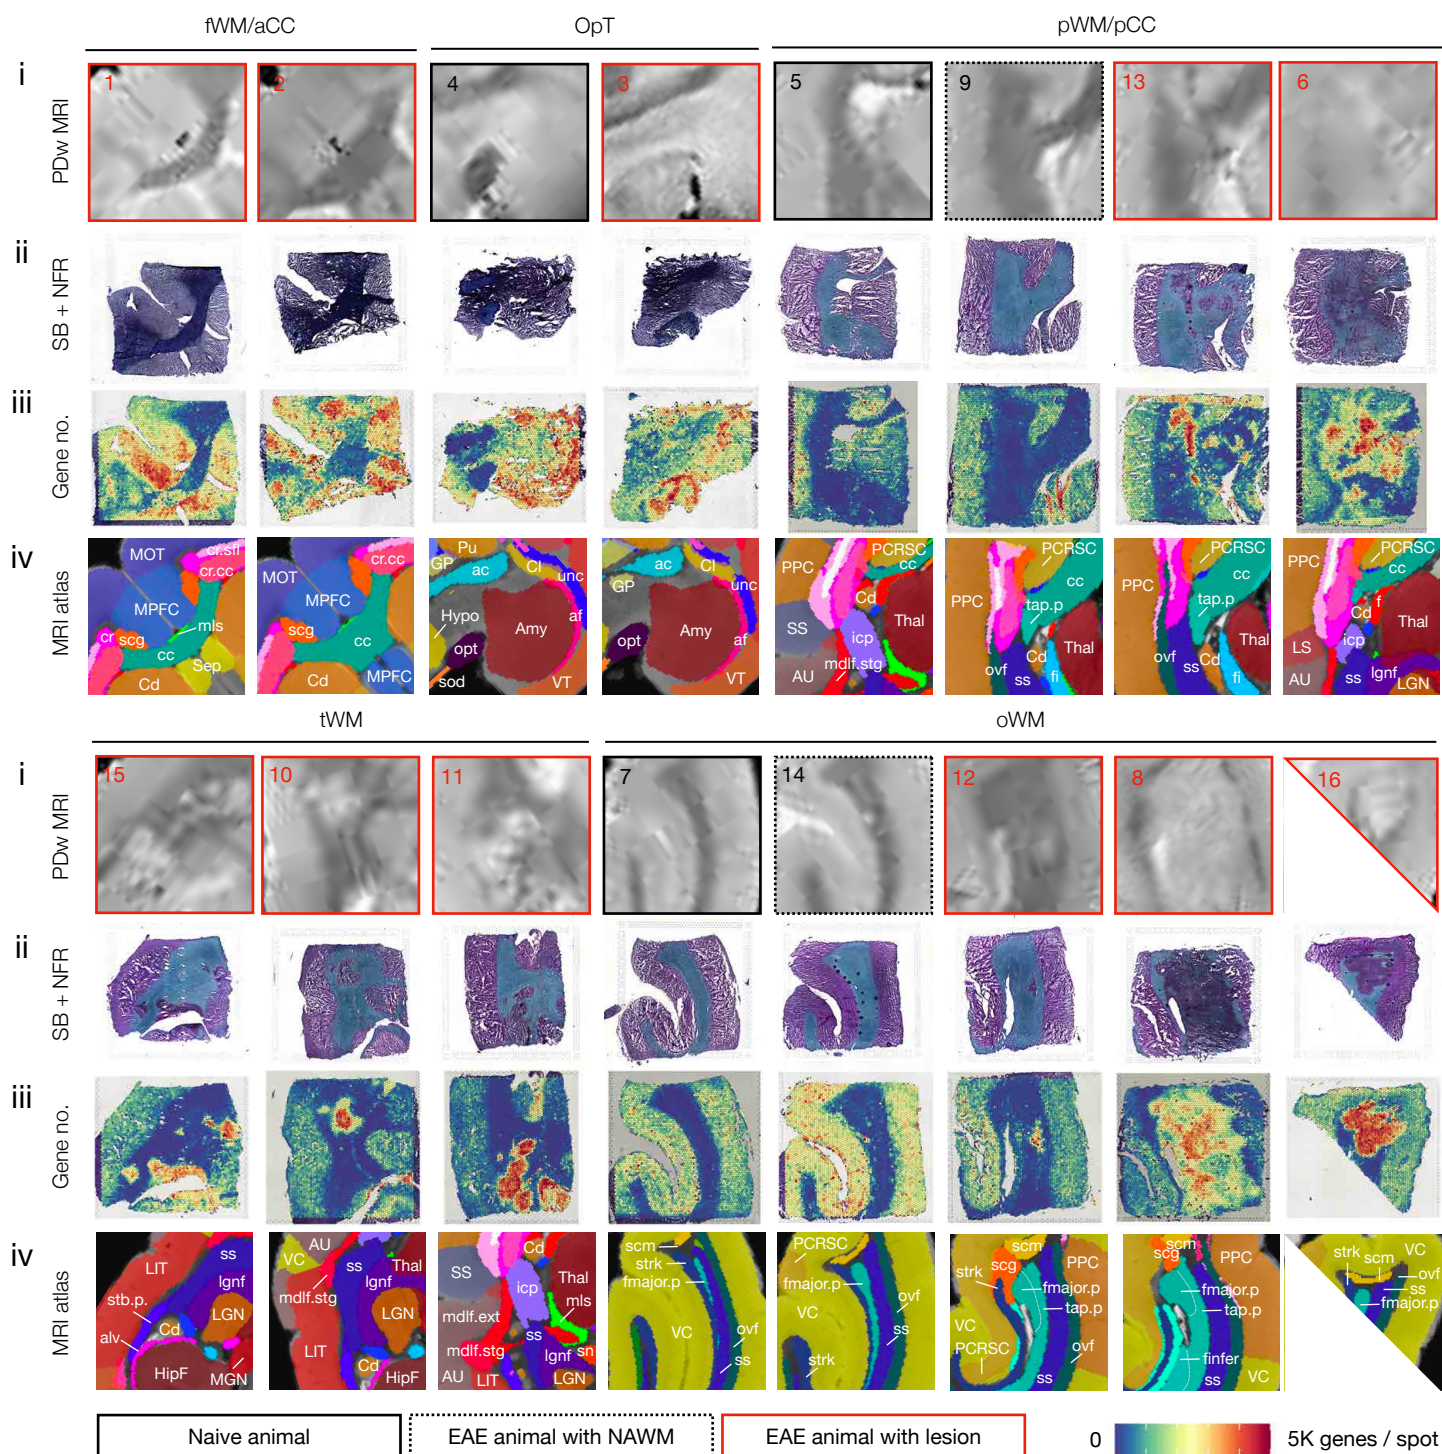 fWM/aCC OpT pWM/pCC
i
PDw MRI
1 2 4 3 5 9 13 6
ii
SB + NFR
iii
Gene no.
iv
MRI atlas
MOT cr.sfl cr.cc MPFC mls cr scg cc Sep Cd
MOT cr.cc MPFC scg cc MPFC Cd
Pu GP ac Cl unc Hypo Amy af opt sod VT
ac Cl GP unc Amy af opt VT
PCRSC PPC cc Cd Thal SS icp mdlf.stg AU
PCRSC PPC cc tap.p Thal ovf Cd ss fi
PCRSC PPC cc tap.p Thal ovf ss Cd fi
cr.sfl PCRSC PPC cc Cd f Thal LS icp AU ss lgnf LGN
tWM oWM
i
PDw MRI
15 10 11 7 14 12 8 16
ii
SB + NFR
iii
Gene no.
iv
MRI atlas
LIT ss lgnf stb.p. LGN alv Cd HipF MGN
AU VC ss Thal lgnf mdlf.stg LGN LIT Cd HipF
SS Cd icp Thal mdlf.ext mls mdlf.stg ss sn lgnf AU LIT LGN
scm strk fmajor.p VC ovf ss
PCRSC fmajor.p VC ovf ss strk
scm scg PPC strk fmajor.p tap.p VC PCRSC ovf ss
scm scg PPC fmajor.p tap.p finfer ss VC
VC strk scm ovf ss fmajor.p
Naive animal EAE animal with NAWM EAE animal with lesion 0 5K genes / spot